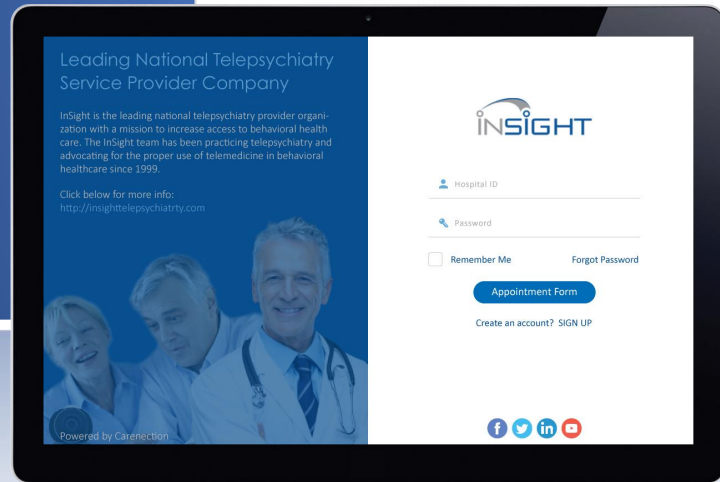 Leading National Telepsychiatry
Service Provider Company
InSight is the leading national telepsychiatry provider organi-
zation with a mission to increase access to behavioral health
care. The InSight team has been practicing telepsychiatry and
advocating for the proper use of telemedicine in behavioral
healthcare since 1999.
Click below for more info:
http://insighttelepsychiatrty.com
Powered by Carenection
INSIGHT
Hospital ID
Password
Remember Me Forgot Password
Appointment Form
Create an account? SIGN UP
f in